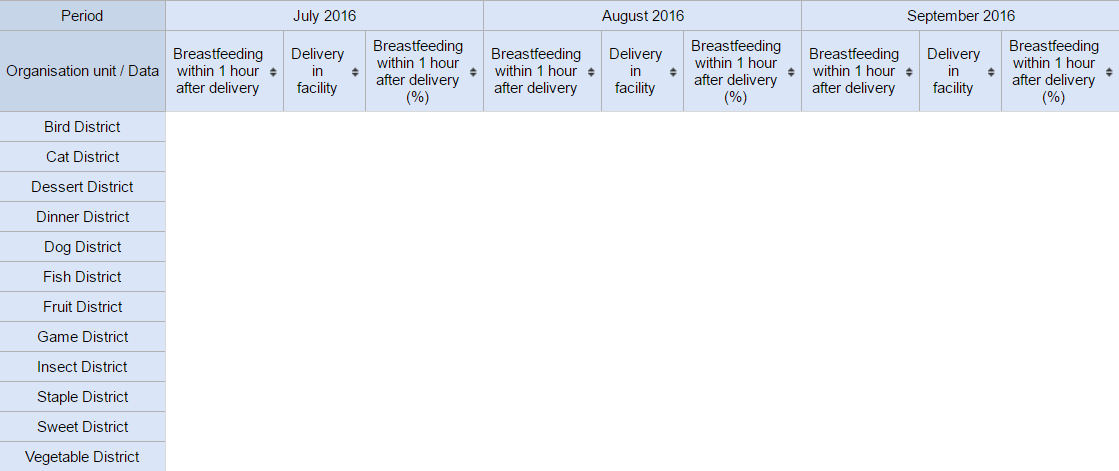 Period July 2016 August 2016 September 2016
Organisation unit / Data
Breastfeeding
within 1 hour
after delivery
Delivery
in
facility
Breastfeeding
within 1 hour
after delivery
(%)
Breastfeeding
within 1 hour
after delivery
Delivery
in
facility
Breastfeeding
within 1 hour
after delivery
(%)
Breastfeeding
within 1 hour
after delivery
Delivery
in
facility
Breastfeeding
within 1 hour
after delivery
(%)
Bird District
Cat District
Dessert District
Dinner District
Dog District
Fish District
Fruit District
Game District
Insect District
Staple District
Sweet District
Vegetable District